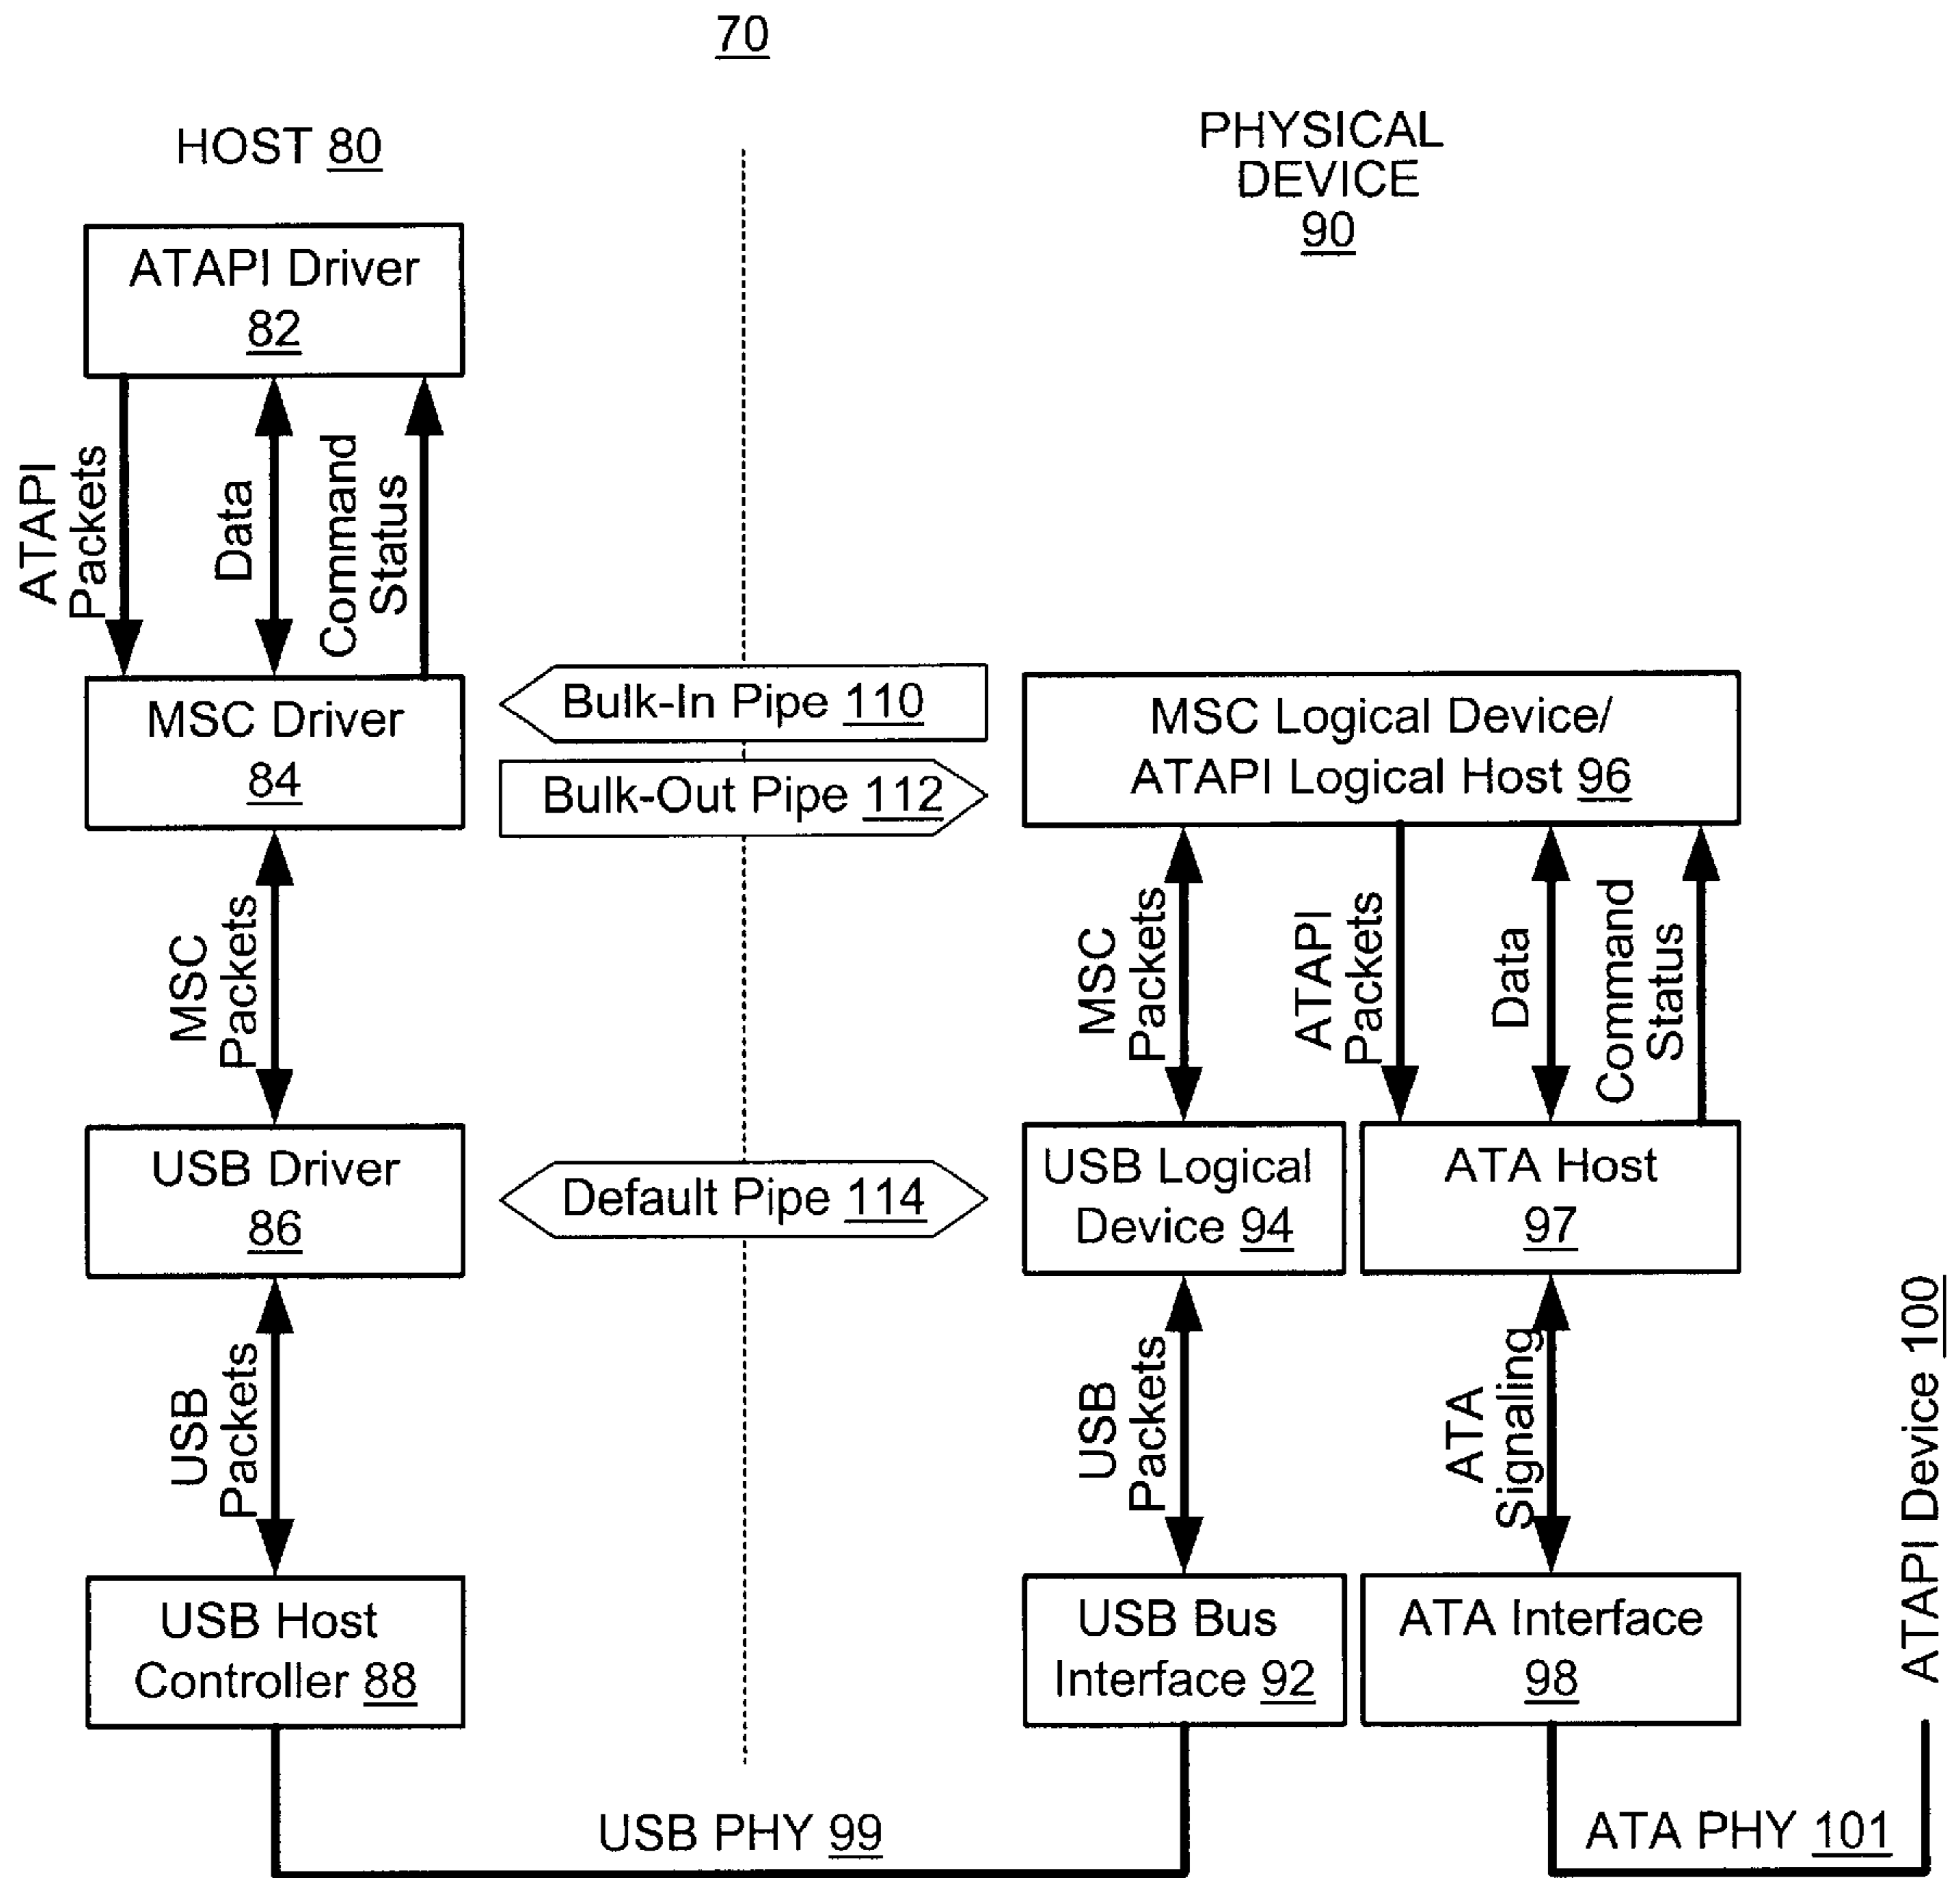 70
HOST 80
PHYSICAL
DEVICE
90
ATAPI Driver
82
ATAPI
Packets
Data
Command
Status
MSC Driver
84
Bulk-In Pipe 110
Bulk-Out Pipe 112
MSC Logical Device/
ATAPI Logical Host 96
MSC
Packets
MSC
Packets
ATAPI
Packets
Data
Command
Status
USB Driver
86
Default Pipe 114
USB Logical
Device 94
ATA Host
97
USB
Packets
USB
Packets
ATA
Signaling
ATAPI Device 100
USB Host
Controller 88
USB Bus
Interface 92
ATA Interface
98
USB PHY 99
ATA PHY 101